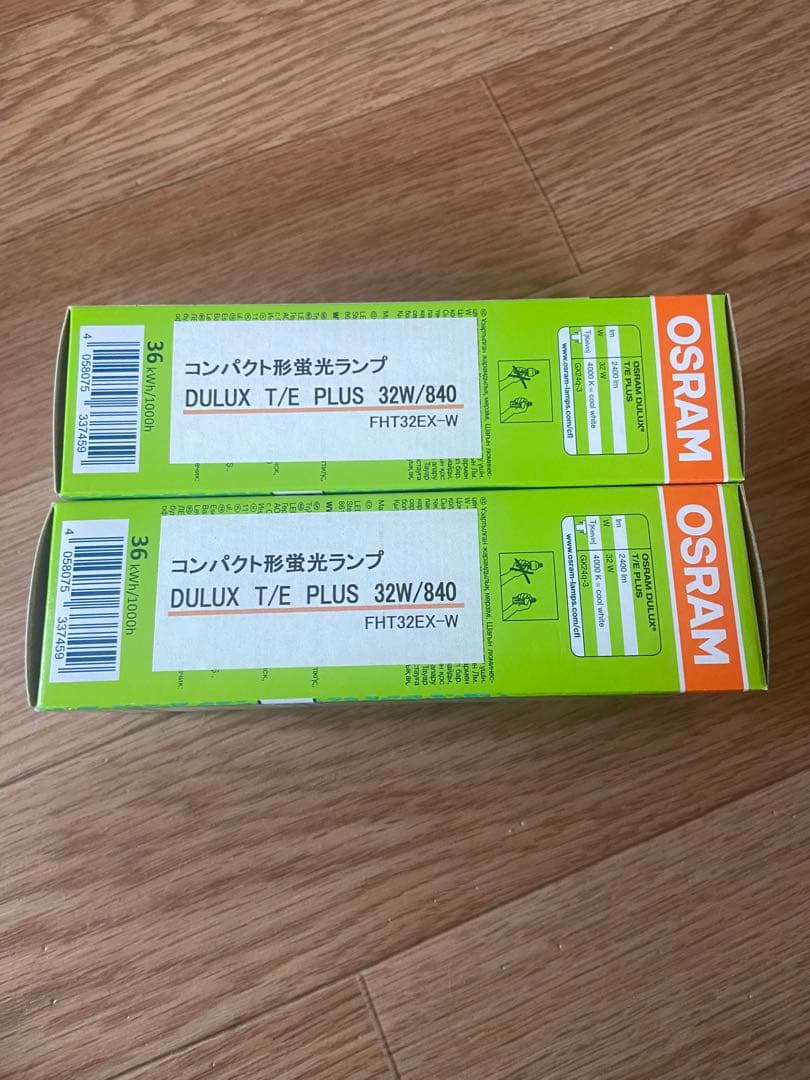 OSRAM
OSRAM DULUX®
T/E PLUS
lm 2400 lm
W 32 W
T[Kelvin] 4000 K = cool white
GX24q-3
www.osram-lamps.com/cfl
コンパクト形蛍光ランプ
DULUX T/E PLUS 32W/840
FHT32EX-W
36 kWh/1000h
4 058075 337459
OSRAM
OSRAM DULUX®
T/E PLUS
lm 2400 lm
W 32 W
T[Kelvin] 4000 K = cool white
GX24q-3
www.osram-lamps.com/cfl
コンパクト形蛍光ランプ
DULUX T/E PLUS 32W/840
FHT32EX-W
36 kWh/1000h
4 058075 337459